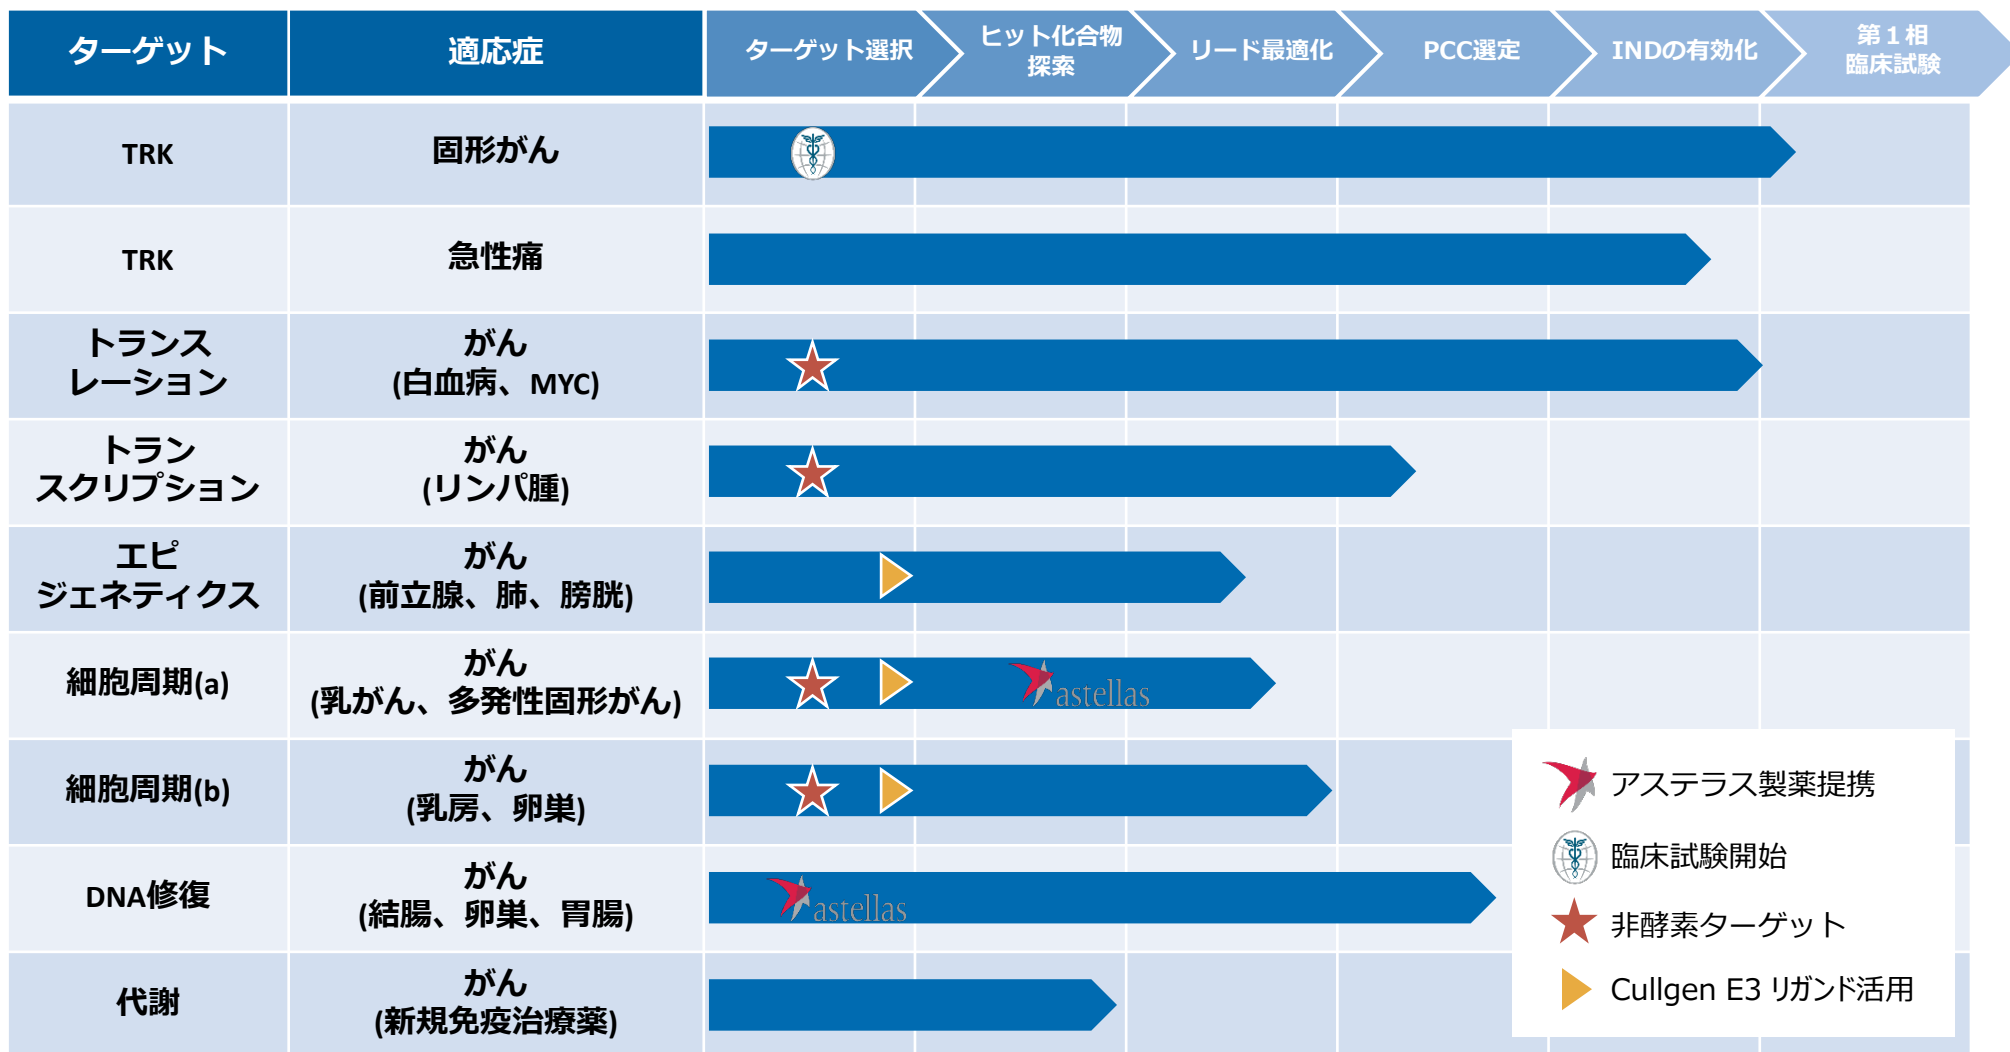 ターゲット
適応症
ターゲット選択
ヒット化合物
探索
リード最適化
PCC選定
INDの有効化
第１相
臨床試験
TRK
固形がん
TRK
急性痛
トランス
レーション
がん
(白血病、MYC)
トラン
スクリプション
がん
(リンパ腫)
エピ
ジェネティクス
がん
(前立腺、肺、膀胱)
細胞周期(a)
がん
(乳がん、多発性固形がん)
astellas
細胞周期(b)
がん
(乳房、卵巣)
DNA修復
がん
(結腸、卵巣、胃腸)
astellas
代謝
がん
(新規免疫治療薬)
アステラス製薬提携
臨床試験開始
非酵素ターゲット
Cullgen E3 リガンド活用